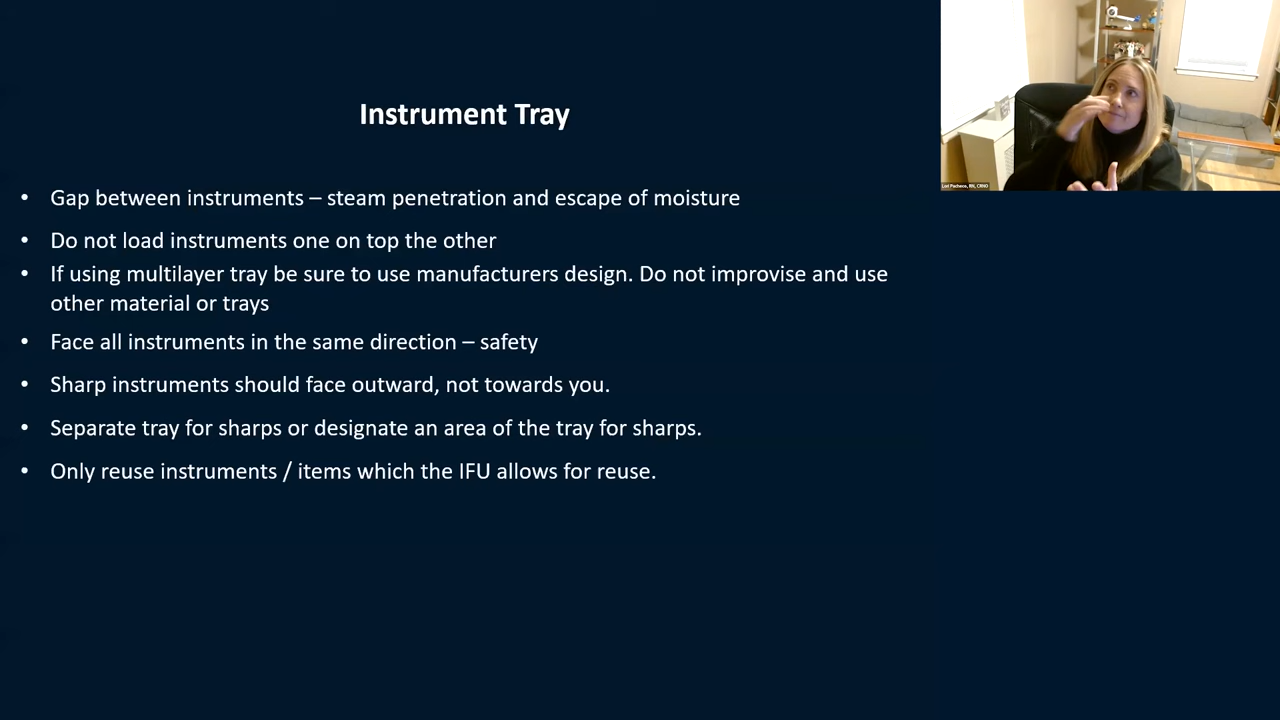 Instrument Tray
• Gap between instruments – steam penetration and escape of moisture
• Do not load instruments one on top the other
• If using multilayer tray be sure to use manufacturers design. Do not improvise and use
other material or trays
• Face all instruments in the same direction – safety
• Sharp instruments should face outward, not towards you.
• Separate tray for sharps or designate an area of the tray for sharps.
• Only reuse instruments / items which the IFU allows for reuse.
Lori Pacheco, RN, CRNO